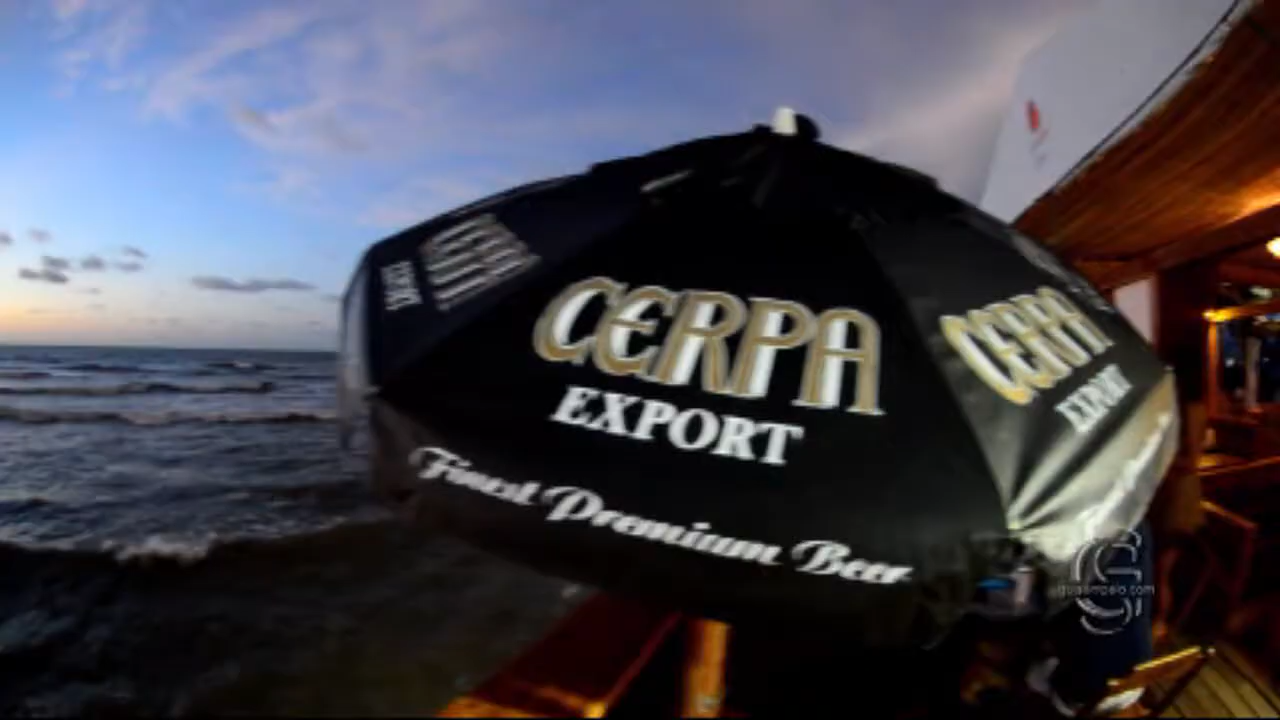 CERPA
EXPORT
Finest Premium Beer
CERPA
EXPORT